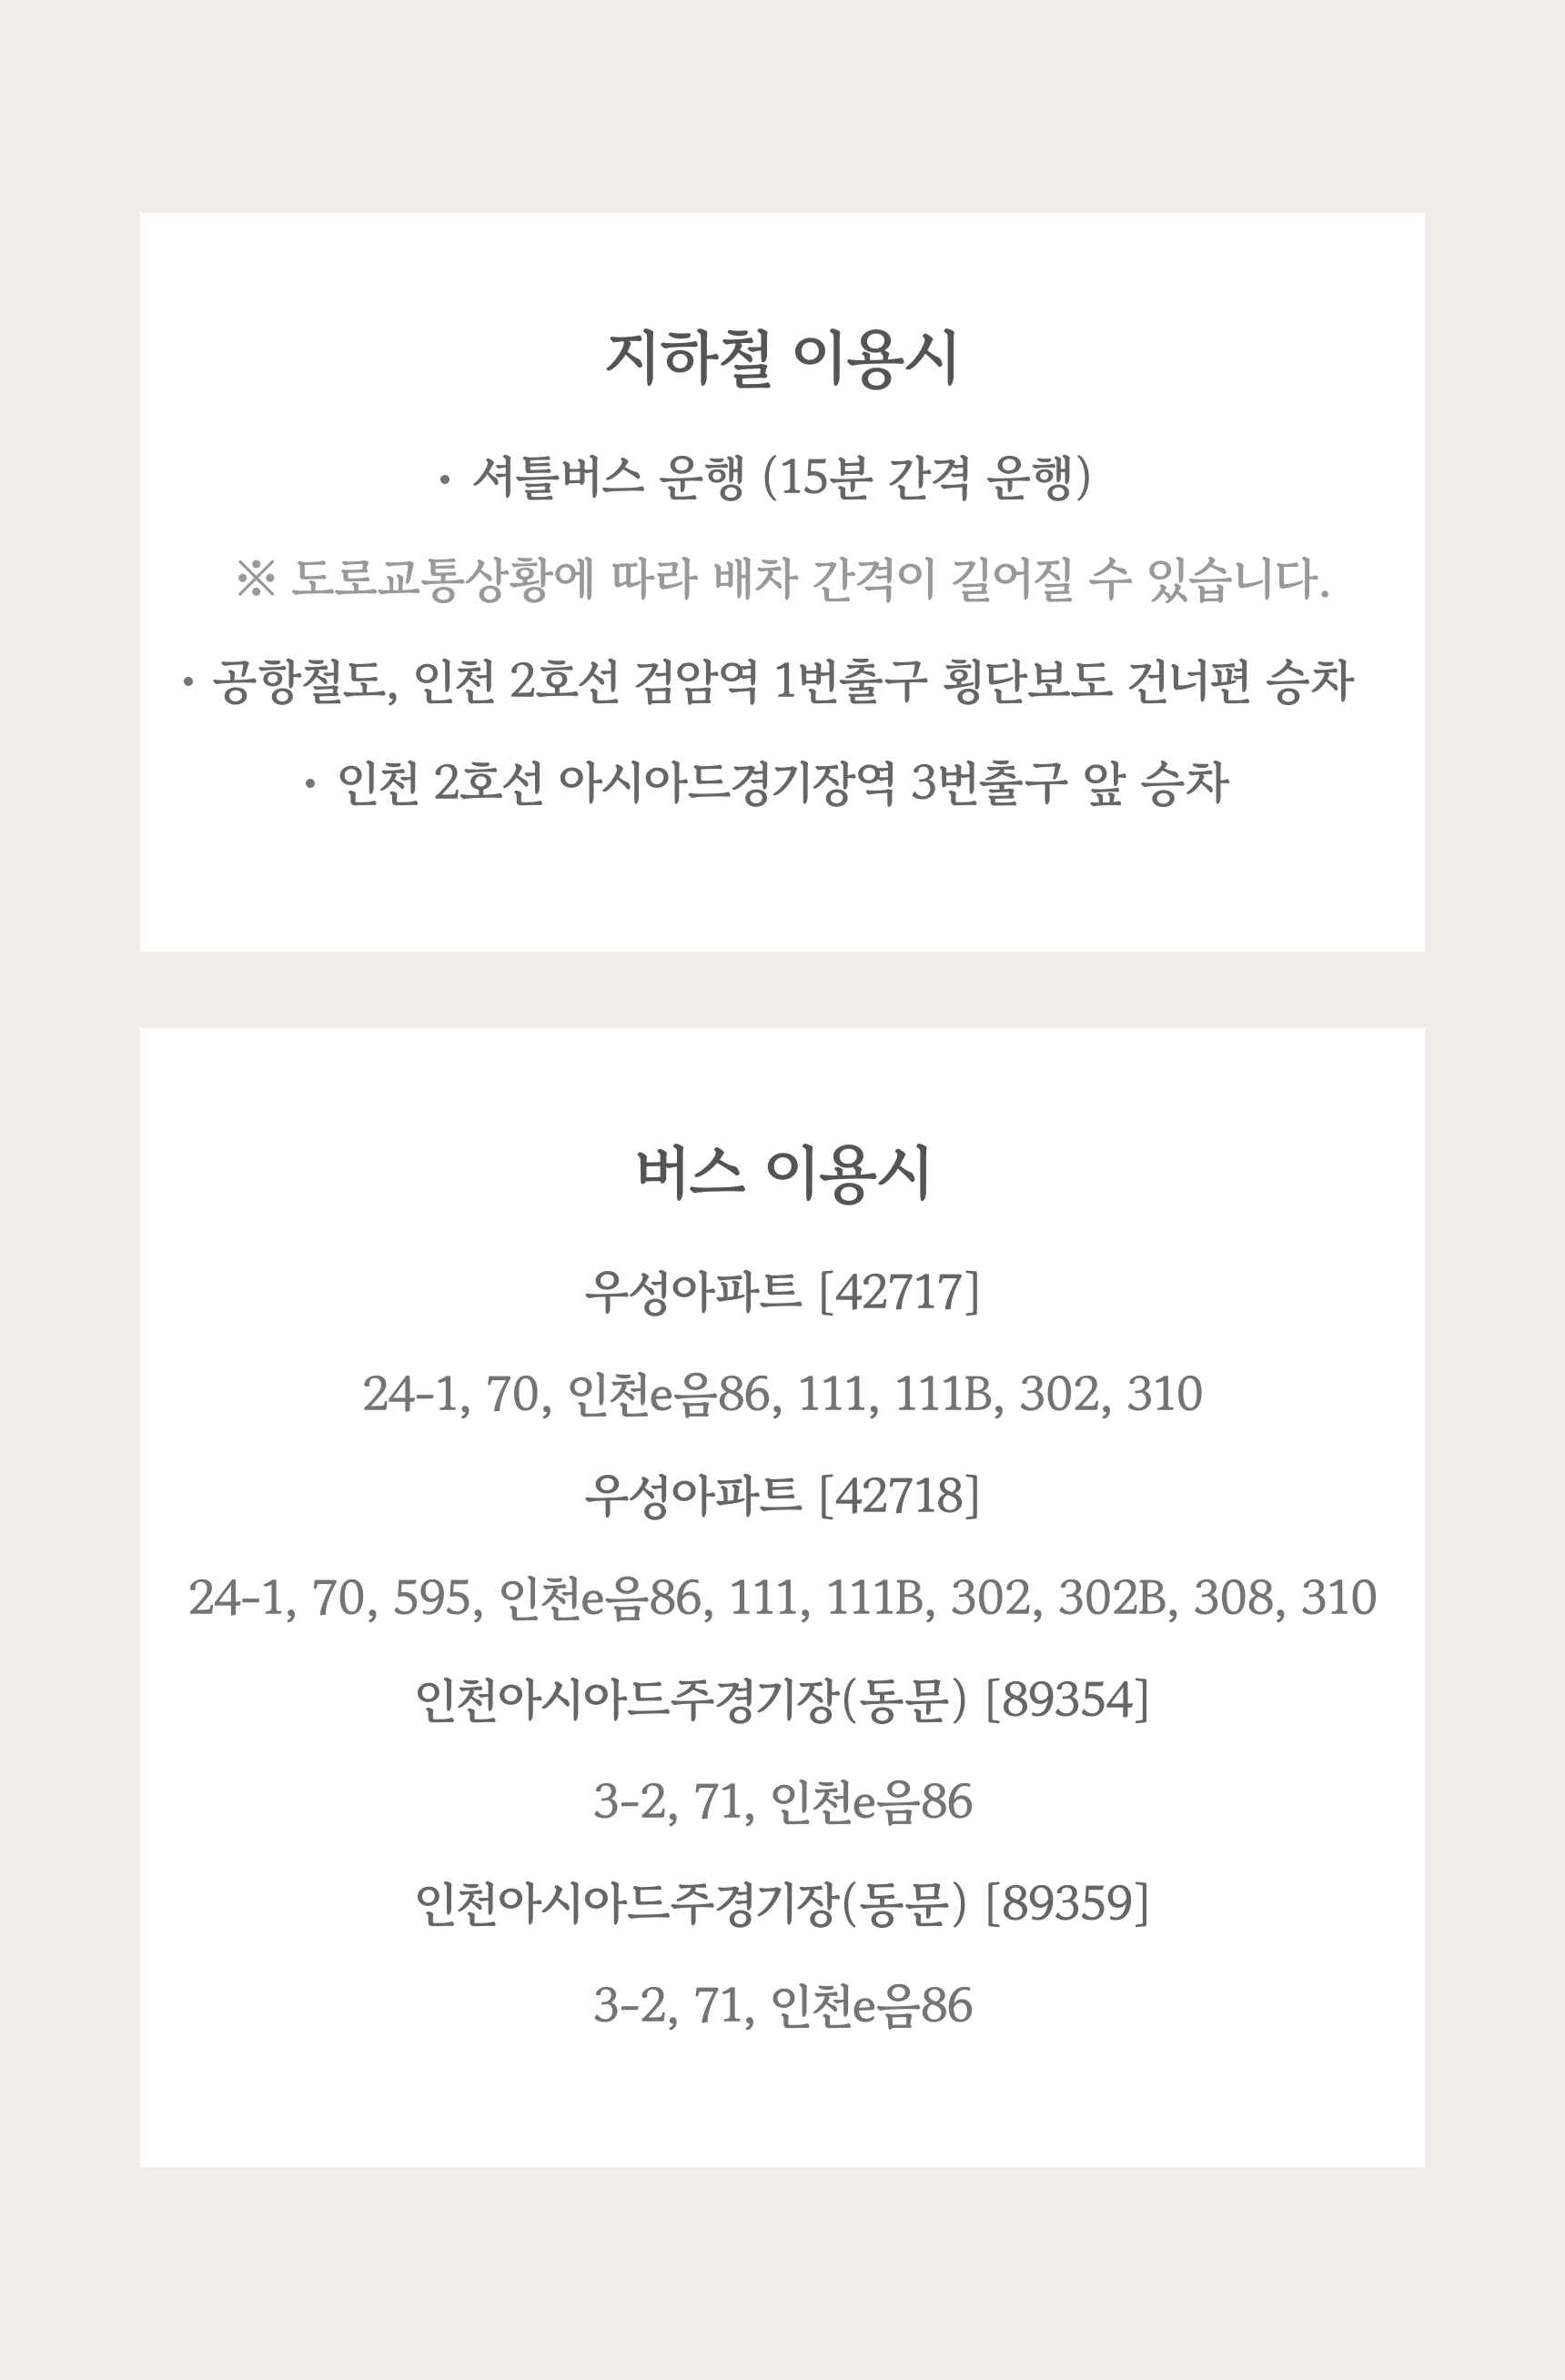 지하철 이용시
• 셔틀버스 운행 (15분 간격 운행)
※ 도로교통상황에 따라 배차 간격이 길어질 수 있습니다.
• 공항철도, 인천 2호선 검암역 1번출구 횡단보도 건너편 승차
• 인천 2호선 아시아드경기장역 3번출구 앞 승차
버스 이용시
우성아파트 [42717]
24-1, 70, 인천e음86, 111, 111B, 302, 310
우성아파트 [42718]
24-1, 70, 595, 인천e음86, 111, 111B, 302, 302B, 308, 310
인천아시아드주경기장(동문) [89354]
3-2, 71, 인천e음86
인천아시아드주경기장(동문) [89359]
3-2, 71, 인천e음86